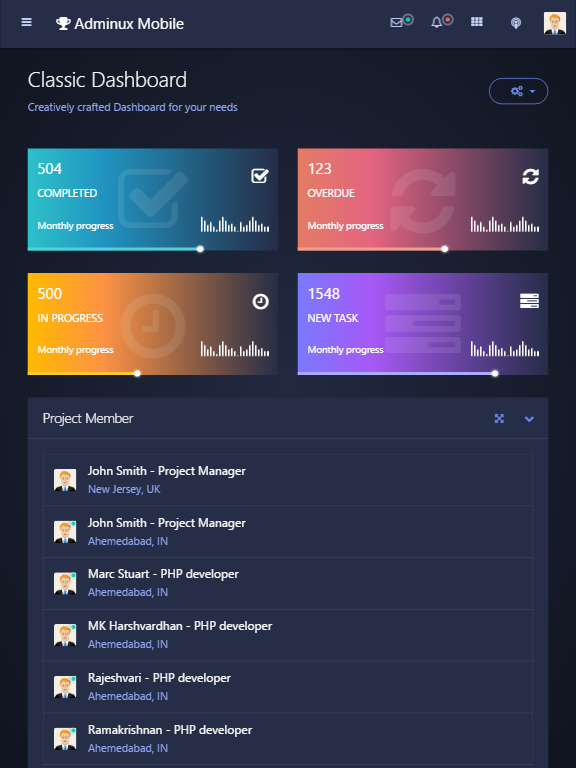 Adminux Mobile
Classic Dashboard
Creatively crafted Dashboard for your needs
504
COMPLETED
Monthly progress
123
OVERDUE
Monthly progress
500
IN PROGRESS
Monthly progress
1548
NEW TASK
Monthly progress
Project Member
John Smith - Project Manager
New Jersey, UK
John Smith - Project Manager
Ahemedabad, IN
Marc Stuart - PHP developer
Ahemedabad, IN
MK Harshvardhan - PHP developer
Ahemedabad, IN
Rajeshvari - PHP developer
Ahemedabad, IN
Ramakrishnan - PHP developer
Ahemedabad, IN